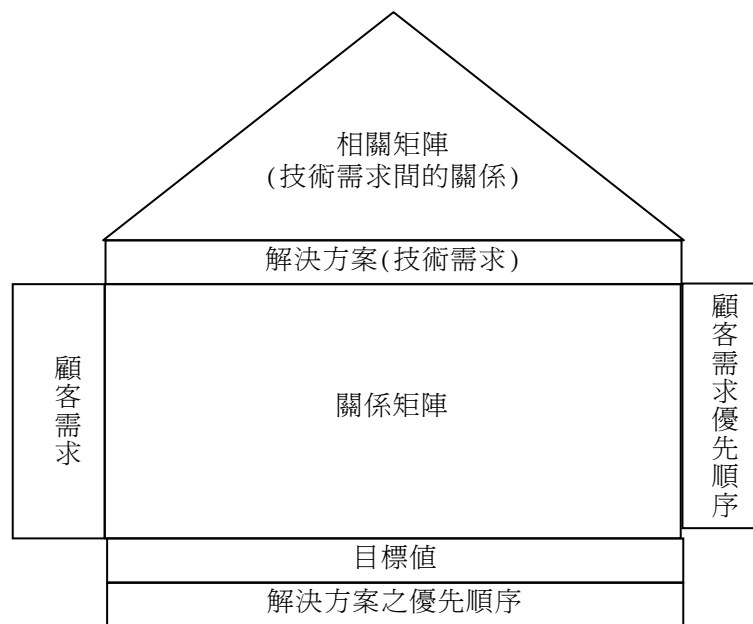 相關矩陣
(技術需求間的關係)
解決方案(技術需求)
顧客需求
關係矩陣
顧客需求優先順序
目標值
解決方案之優先順序